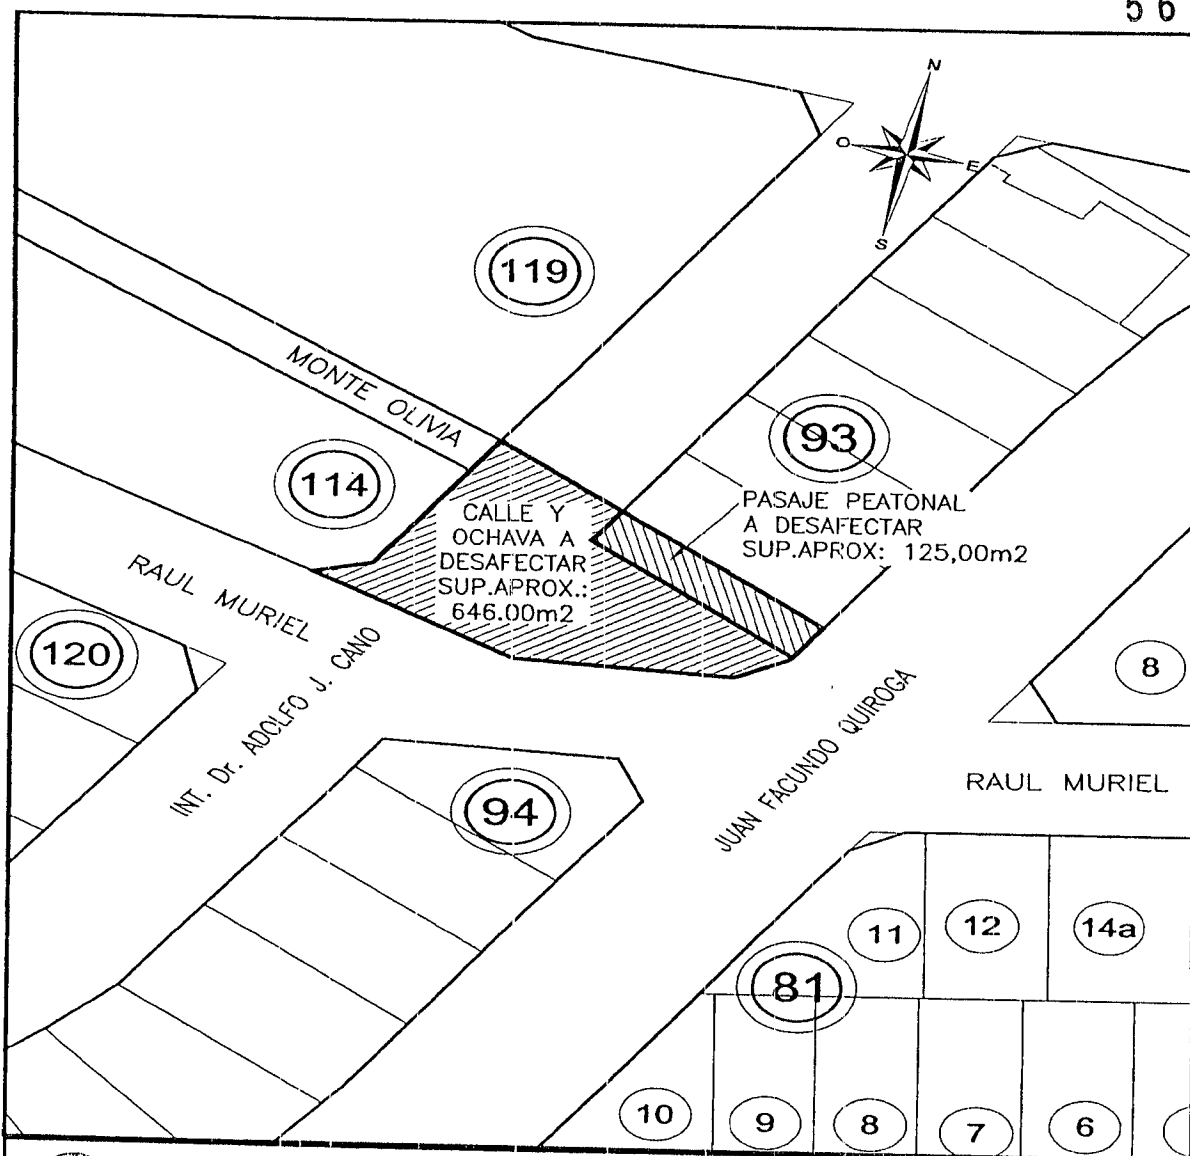 56
N
O
E
S
119
MONTE OLIVIA
93
114
CALLE Y
OCHAVA A
DESAFECTAR
SUP.APROX.:
646.00m2
PASAJE PEATONAL
A DESAFECTAR
SUP.APROX: 125,00m2
RAUL MURIEL
120
INT. Dr. ADOLFO J. CANO
8
JUAN FACUNDO QUIROGA
RAUL MURIEL
94
11
12
14a
81
10
9
8
7
6